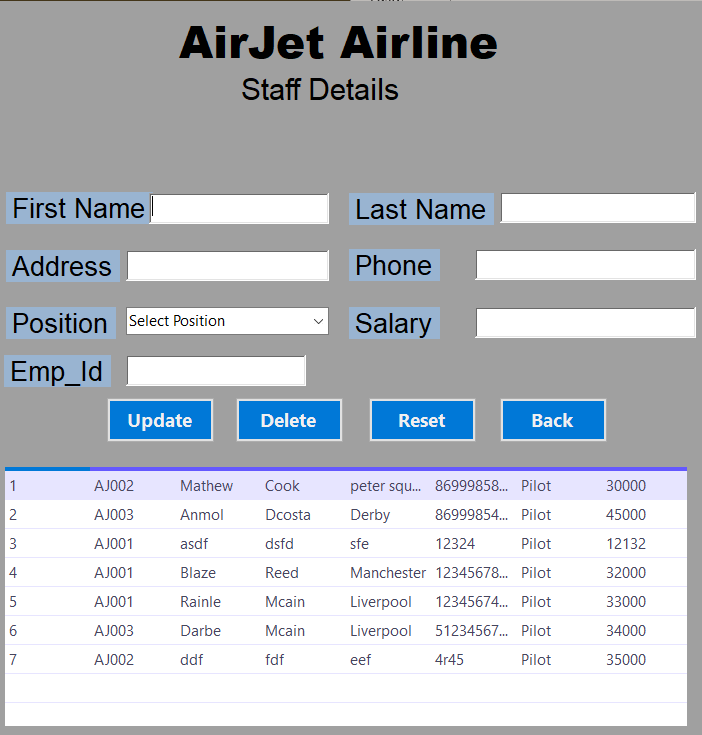 AirJet Airline
Staff Details
First Name Last Name
Address Phone
Position Select Position Salary
Emp_Id
Update Delete Reset Back
1 AJ002 Mathew Cook peter squ... 86999858... Pilot 30000
2 AJ003 Anmol Dcosta Derby 86999854... Pilot 45000
3 AJ001 asdf dsfd sfe 12324 Pilot 12132
4 AJ001 Blaze Reed Manchester 12345678... Pilot 32000
5 AJ001 Rainle Mcain Liverpool 12345674... Pilot 33000
6 AJ003 Darbe Mcain Liverpool 51234567... Pilot 34000
7 AJ002 ddf fdf eef 4r45 Pilot 35000